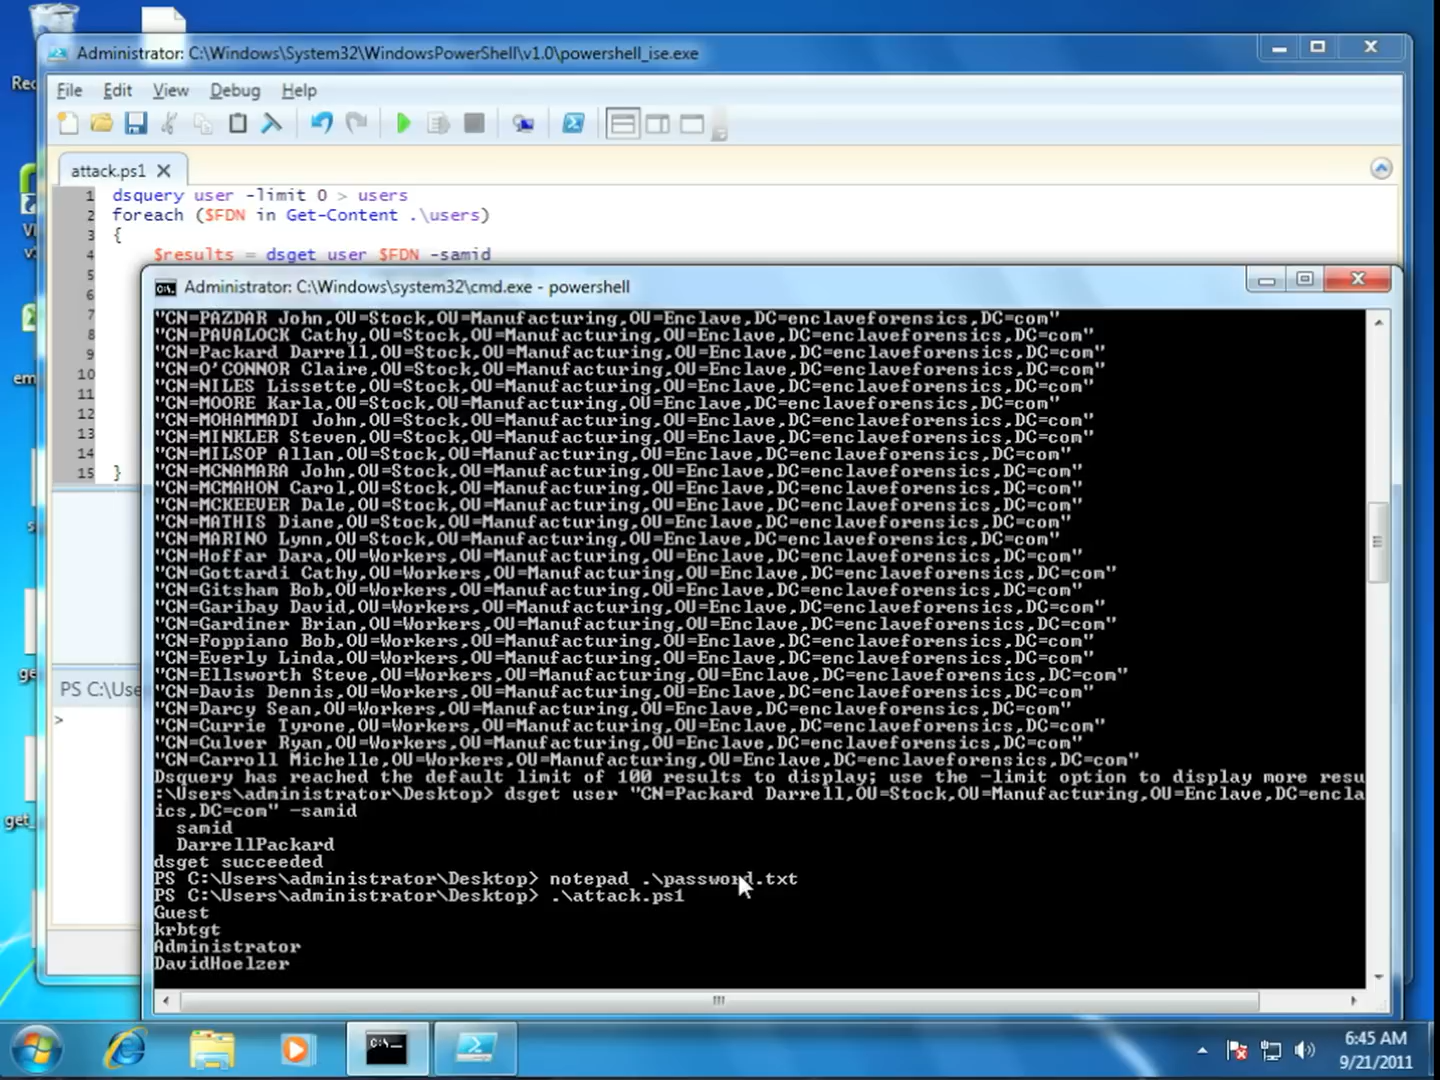 Administrator: C:\Windows\System32\WindowsPowerShell\v1.0\powershell_ise.exe
File Edit View Debug Help
attack.ps1
1 dsquery user -limit 0 > users
2 foreach ($FDN in Get-Content .\users)
3 {
4 $results = dsget user $FDN -samid
5
6
7
8
9
10
11
12
13
14
15 }
Administrator: C:\Windows\system32\cmd.exe - powershell
"CN=PAZDAR John,OU=Stock,OU=Manufacturing,OU=Enclave,DC=enclaveforensics,DC=com"
"CN=PAVALOCK Cathy,OU=Stock,OU=Manufacturing,OU=Enclave,DC=enclaveforensics,DC=com"
"CN=Packard Darrell,OU=Stock,OU=Manufacturing,OU=Enclave,DC=enclaveforensics,DC=com"
"CN=O'CONNOR Claire,OU=Stock,OU=Manufacturing,OU=Enclave,DC=enclaveforensics,DC=com"
"CN=NILES Lissette,OU=Stock,OU=Manufacturing,OU=Enclave,DC=enclaveforensics,DC=com"
"CN=MOORE Karla,OU=Stock,OU=Manufacturing,OU=Enclave,DC=enclaveforensics,DC=com"
"CN=MOHAMMADI John,OU=Stock,OU=Manufacturing,OU=Enclave,DC=enclaveforensics,DC=com"
"CN=MINKLER Steven,OU=Stock,OU=Manufacturing,OU=Enclave,DC=enclaveforensics,DC=com"
"CN=MILSOP Allan,OU=Stock,OU=Manufacturing,OU=Enclave,DC=enclaveforensics,DC=com"
"CN=MCNAMARA John,OU=Stock,OU=Manufacturing,OU=Enclave,DC=enclaveforensics,DC=com"
"CN=MCMAHON Carol,OU=Stock,OU=Manufacturing,OU=Enclave,DC=enclaveforensics,DC=com"
"CN=MCKEEVER Dale,OU=Stock,OU=Manufacturing,OU=Enclave,DC=enclaveforensics,DC=com"
"CN=MATHIS Diane,OU=Stock,OU=Manufacturing,OU=Enclave,DC=enclaveforensics,DC=com"
"CN=MARINO Lynn,OU=Stock,OU=Manufacturing,OU=Enclave,DC=enclaveforensics,DC=com"
"CN=Hoffar Dara,OU=Workers,OU=Manufacturing,OU=Enclave,DC=enclaveforensics,DC=com"
"CN=Gottardi Cathy,OU=Workers,OU=Manufacturing,OU=Enclave,DC=enclaveforensics,DC=com"
"CN=Gitsham Bob,OU=Workers,OU=Manufacturing,OU=Enclave,DC=enclaveforensics,DC=com"
"CN=Garibay David,OU=Workers,OU=Manufacturing,OU=Enclave,DC=enclaveforensics,DC=com"
"CN=Gardiner Brian,OU=Workers,OU=Manufacturing,OU=Enclave,DC=enclaveforensics,DC=com"
"CN=Foppiano Bob,OU=Workers,OU=Manufacturing,OU=Enclave,DC=enclaveforensics,DC=com"
"CN=Everly Linda,OU=Workers,OU=Manufacturing,OU=Enclave,DC=enclaveforensics,DC=com"
"CN=Ellsworth Steve,OU=Workers,OU=Manufacturing,OU=Enclave,DC=enclaveforensics,DC=com"
"CN=Davis Dennis,OU=Workers,OU=Manufacturing,OU=Enclave,DC=enclaveforensics,DC=com"
"CN=Darcy Sean,OU=Workers,OU=Manufacturing,OU=Enclave,DC=enclaveforensics,DC=com"
"CN=Currie Tyrone,OU=Workers,OU=Manufacturing,OU=Enclave,DC=enclaveforensics,DC=com"
"CN=Culver Ryan,OU=Workers,OU=Manufacturing,OU=Enclave,DC=enclaveforensics,DC=com"
"CN=Carroll Michelle,OU=Workers,OU=Manufacturing,OU=Enclave,DC=enclaveforensics,DC=com"
Dsquery has reached the default limit of 100 results to display; use the -limit option to display more resu
:\Users\administrator\Desktop> dsget user "CN=Packard Darrell,OU=Stock,OU=Manufacturing,OU=Enclave,DC=encla
ics,DC=com" -samid
samid
DarrellPackard
dsget succeeded
PS C:\Users\administrator\Desktop> notepad .\password.txt
PS C:\Users\administrator\Desktop> .\attack.ps1
Guest
krbtgt
Administrator
DavidHoelzer
PS C:\Use
>
6:45 AM
9/21/2011